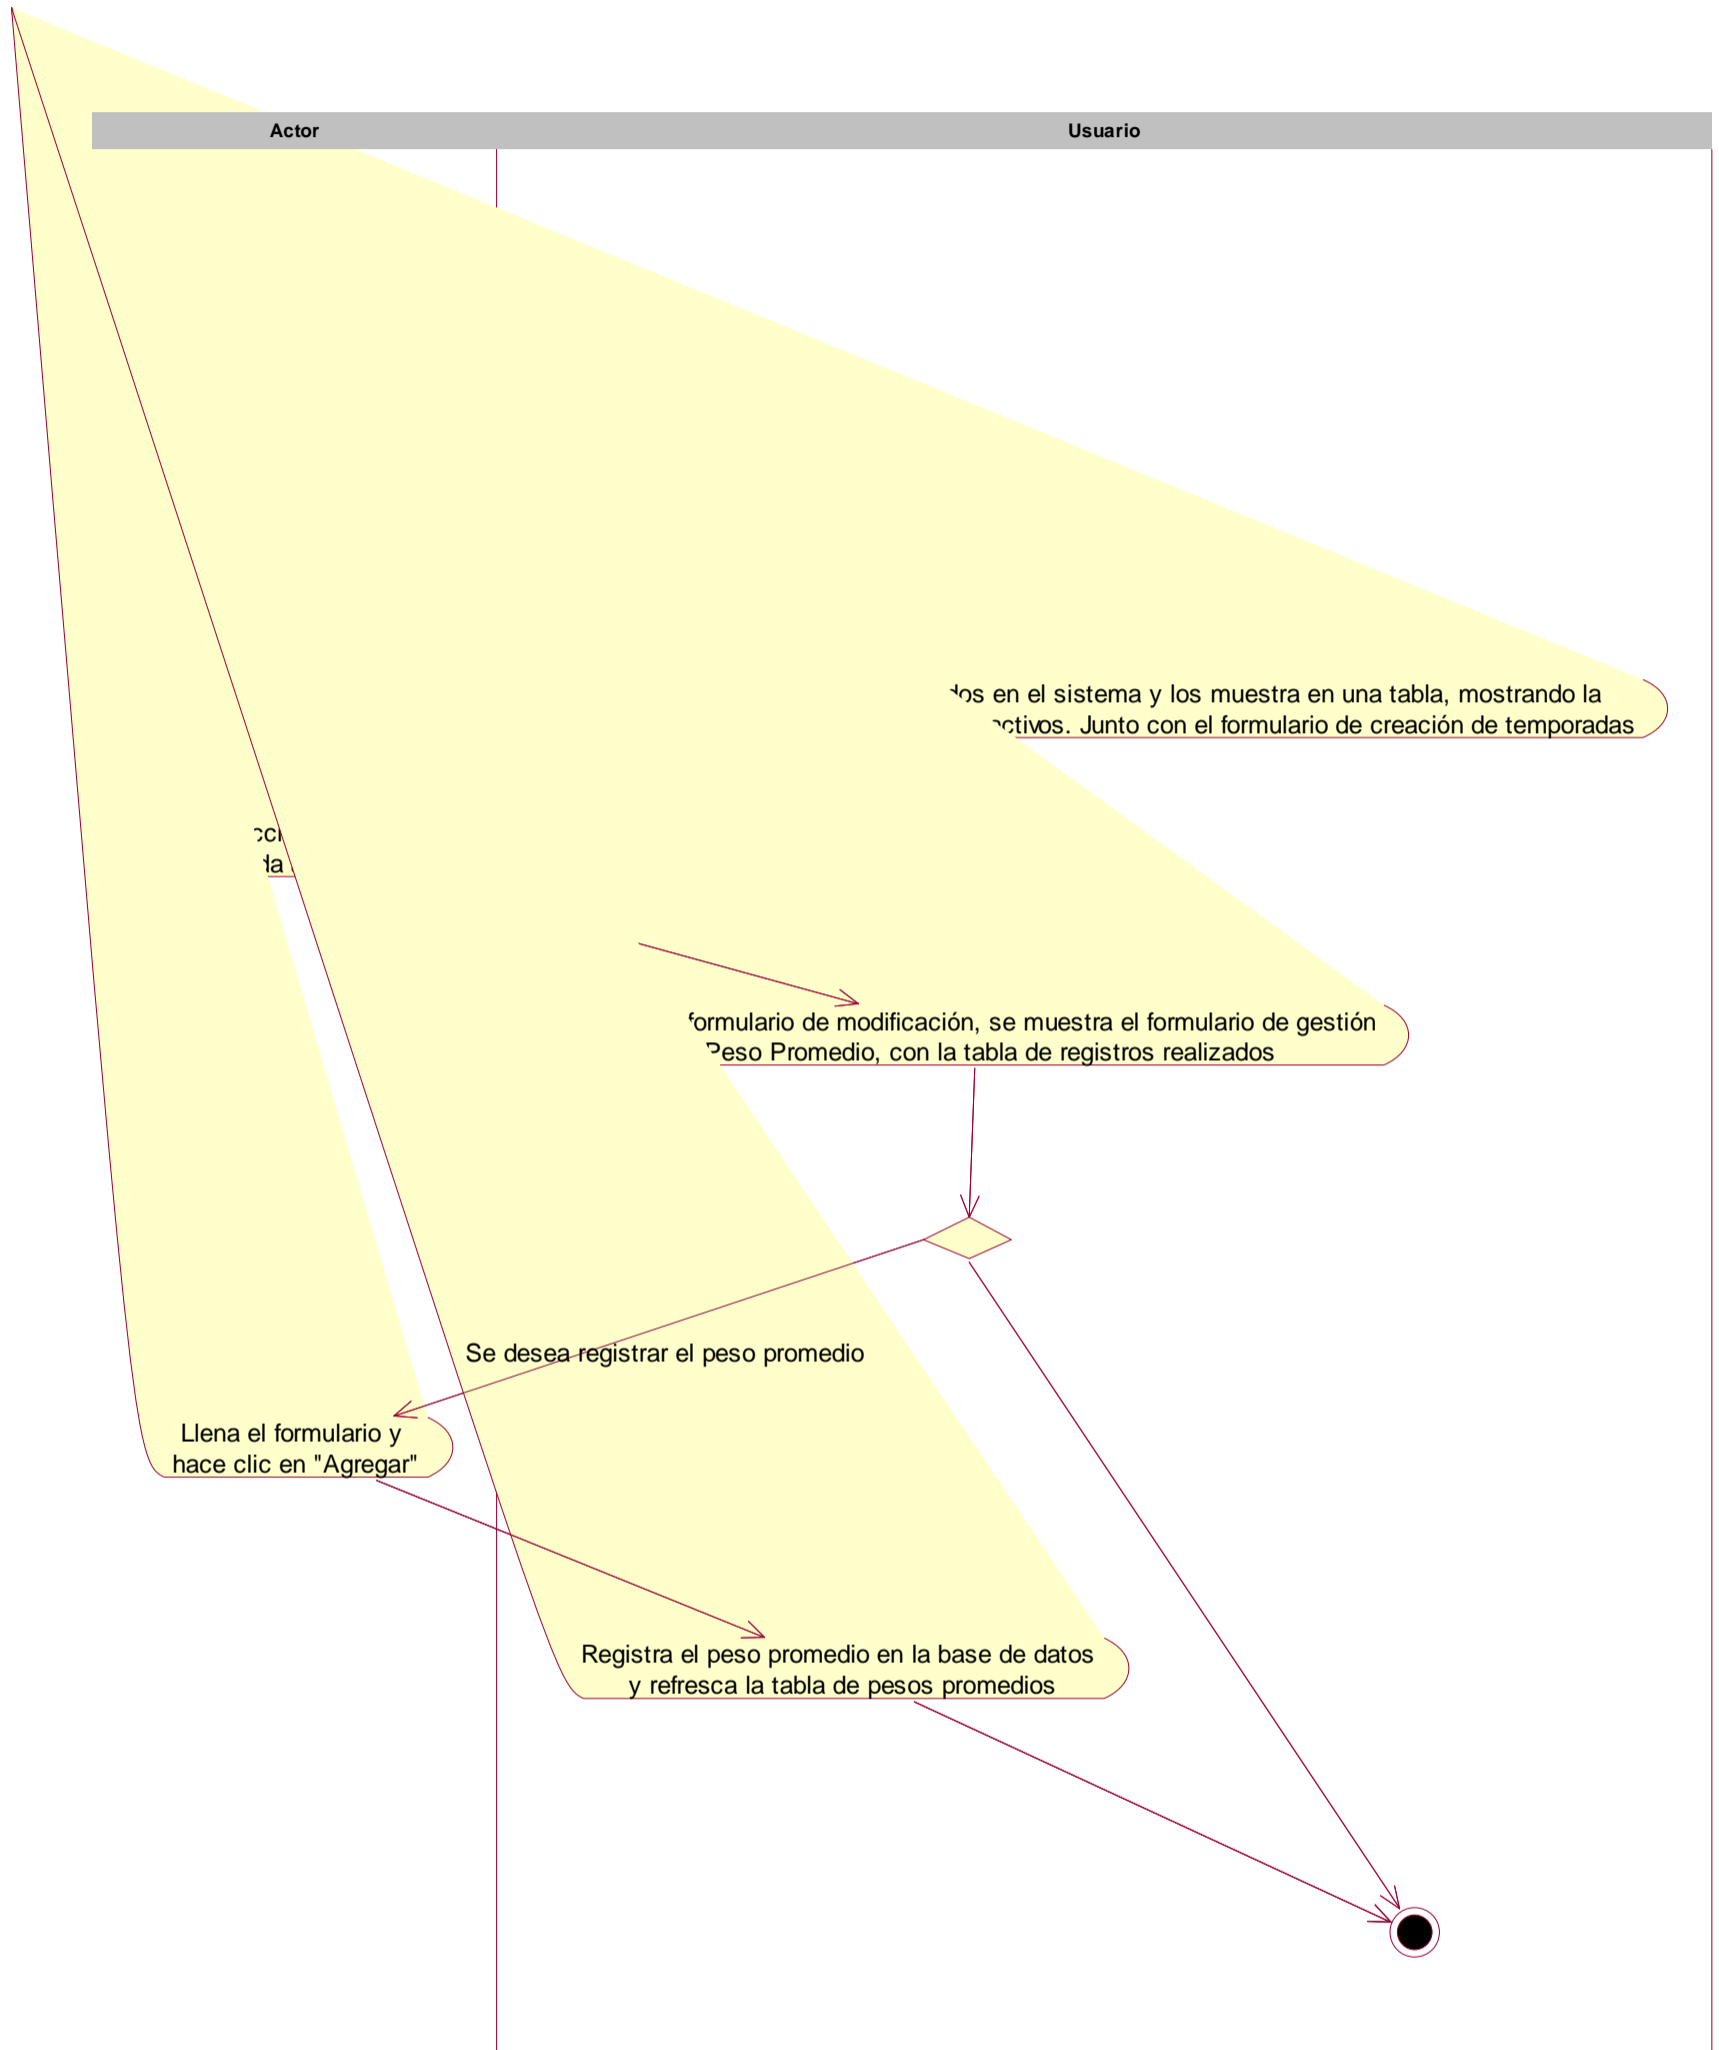 Actor
Usuario
en el sistema y los muestra en una tabla, mostrando la
Junto con el formulario de creación de temporadas
formulario de modificación, se muestra el formulario de gestión
Peso Promedio, con la tabla de registros realizados
Se desea registrar el peso promedio
Llena el formulario y
hace clic en "Agregar"
Registra el peso promedio en la base de datos
y refresca la tabla de pesos promedios